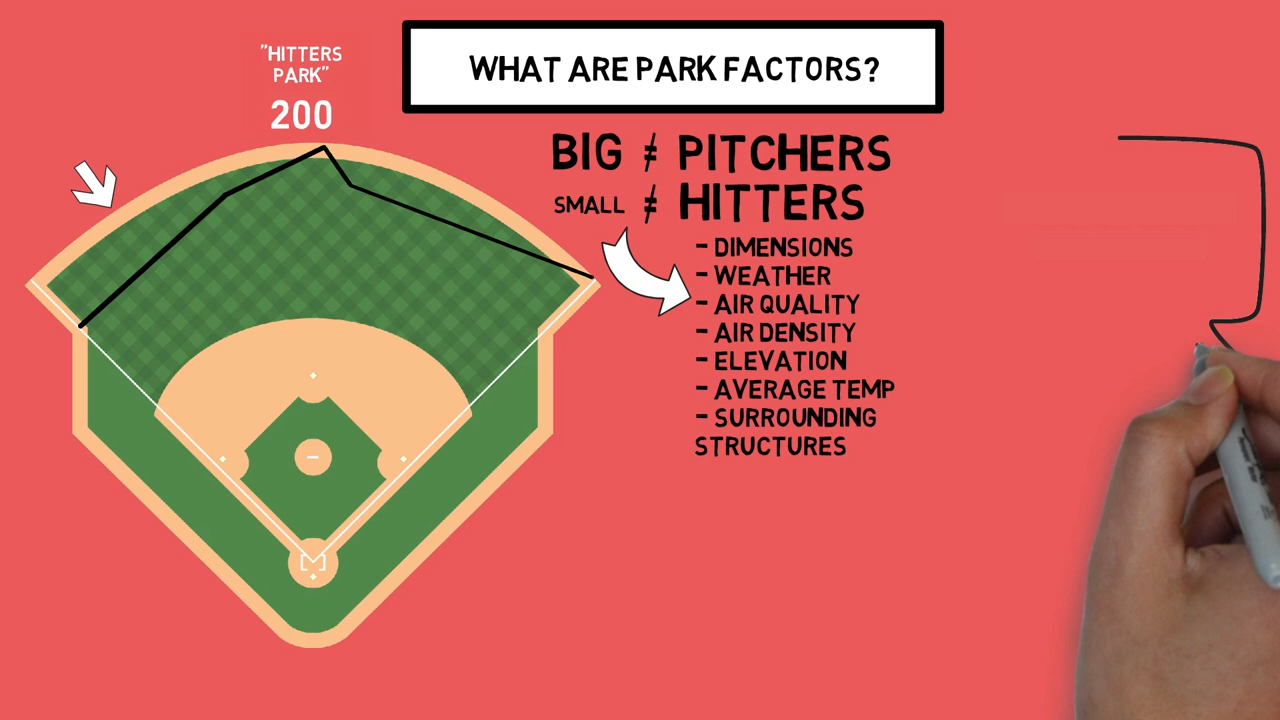 "HITTERS
PARK"
200
WHAT ARE PARK FACTORS?
BIG ≠ PITCHERS
SMALL ≠ HITTERS
- DIMENSIONS
- WEATHER
- AIR QUALITY
- AIR DENSITY
- ELEVATION
- AVERAGE TEMP
- SURROUNDING
STRUCTURES